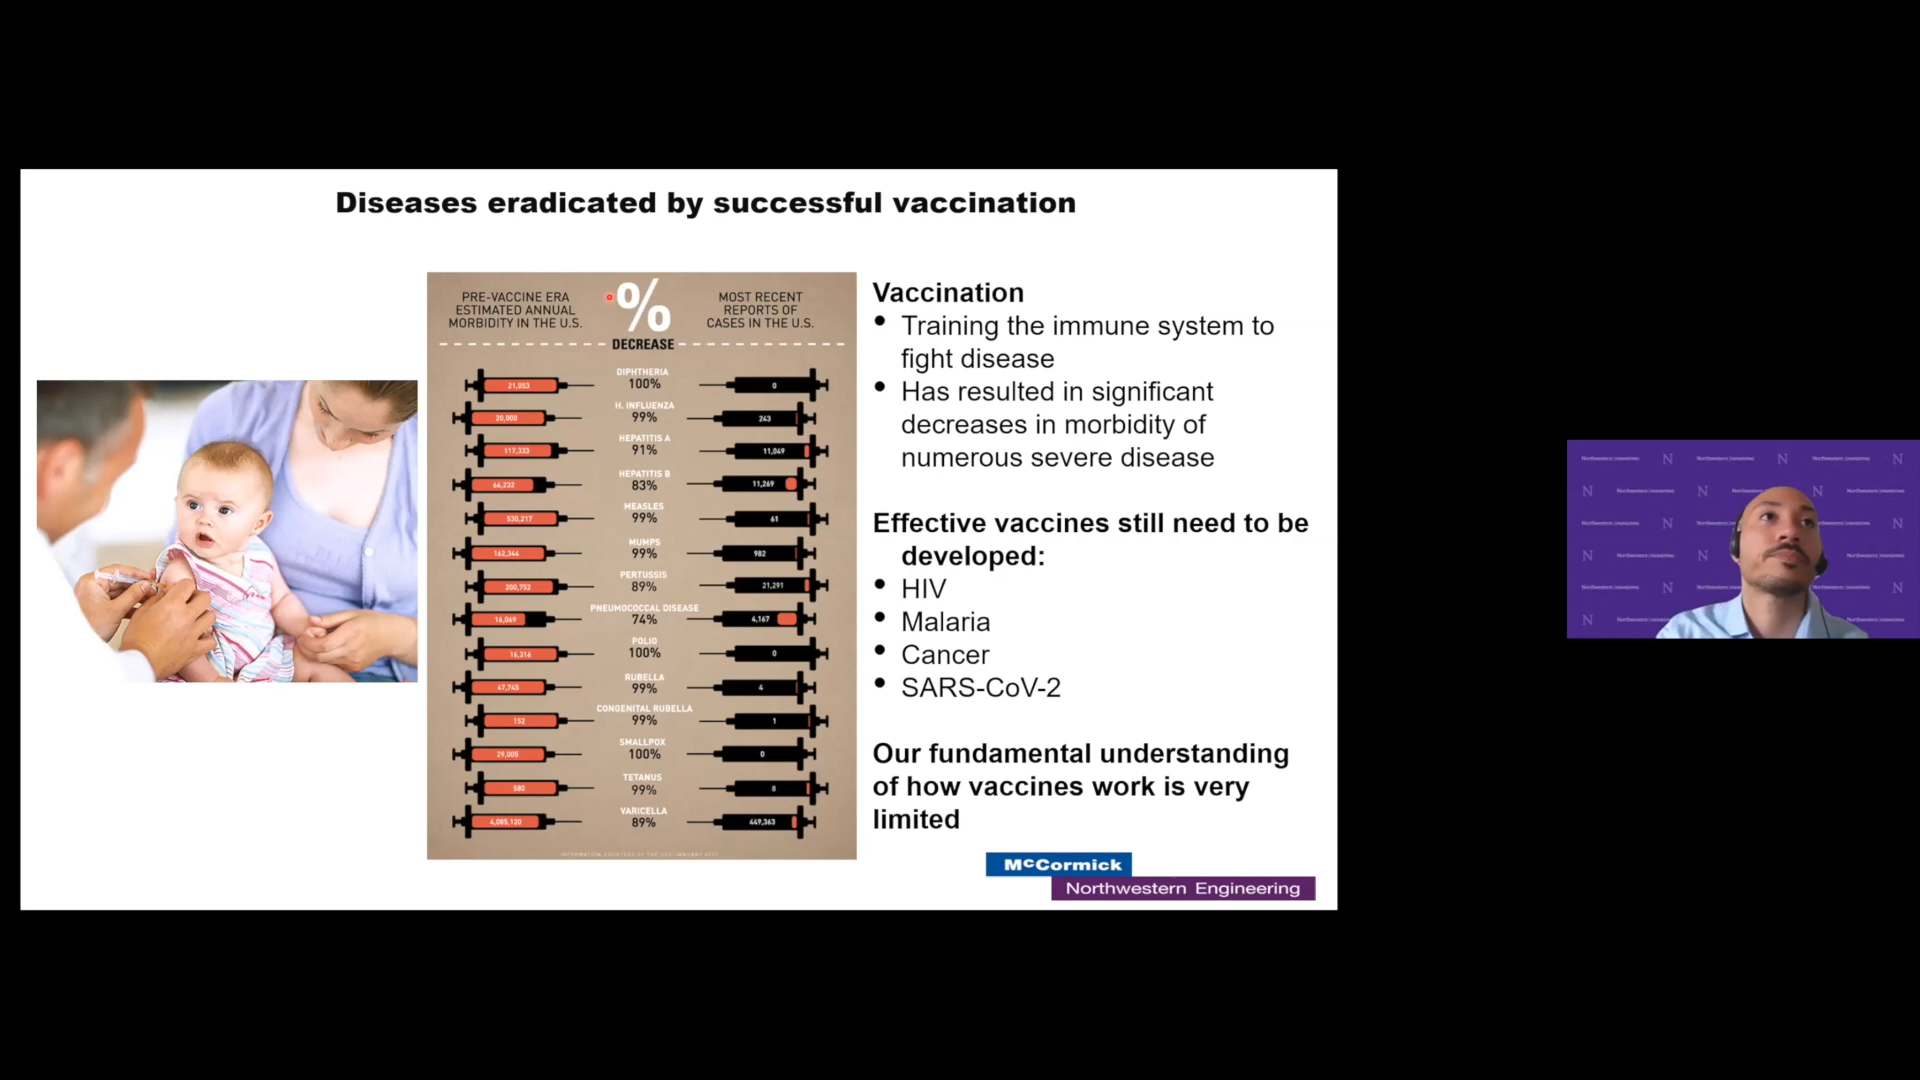 Diseases eradicated by successful vaccination
PRE-VACCINE ERA
ESTIMATED ANNUAL
MORBIDITY IN THE U.S.
%
DECREASE
MOST RECENT
REPORTS OF
CASES IN THE U.S.
DIPHTHERIA
21,053 100% 0
H. INFLUENZA
20,000 99% 243
HEPATITIS A
117,333 91% 11,049
HEPATITIS B
66,232 83% 11,269
MEASLES
530,217 99% 61
MUMPS
162,344 99% 982
PERTUSSIS
200,752 89% 21,291
PNEUMOCOCCAL DISEASE
16,069 74% 4,167
POLIO
16,316 100% 0
RUBELLA
47,745 99% 4
CONGENITAL RUBELLA
152 99% 1
SMALLPOX
29,005 100% 0
TETANUS
580 99% 8
VARICELLA
4,085,120 89% 449,363
Vaccination
• Training the immune system to
fight disease
• Has resulted in significant
decreases in morbidity of
numerous severe disease
Effective vaccines still need to be
developed:
• HIV
• Malaria
• Cancer
• SARS-CoV-2
Our fundamental understanding
of how vaccines work is very
limited
McCormick
Northwestern Engineering